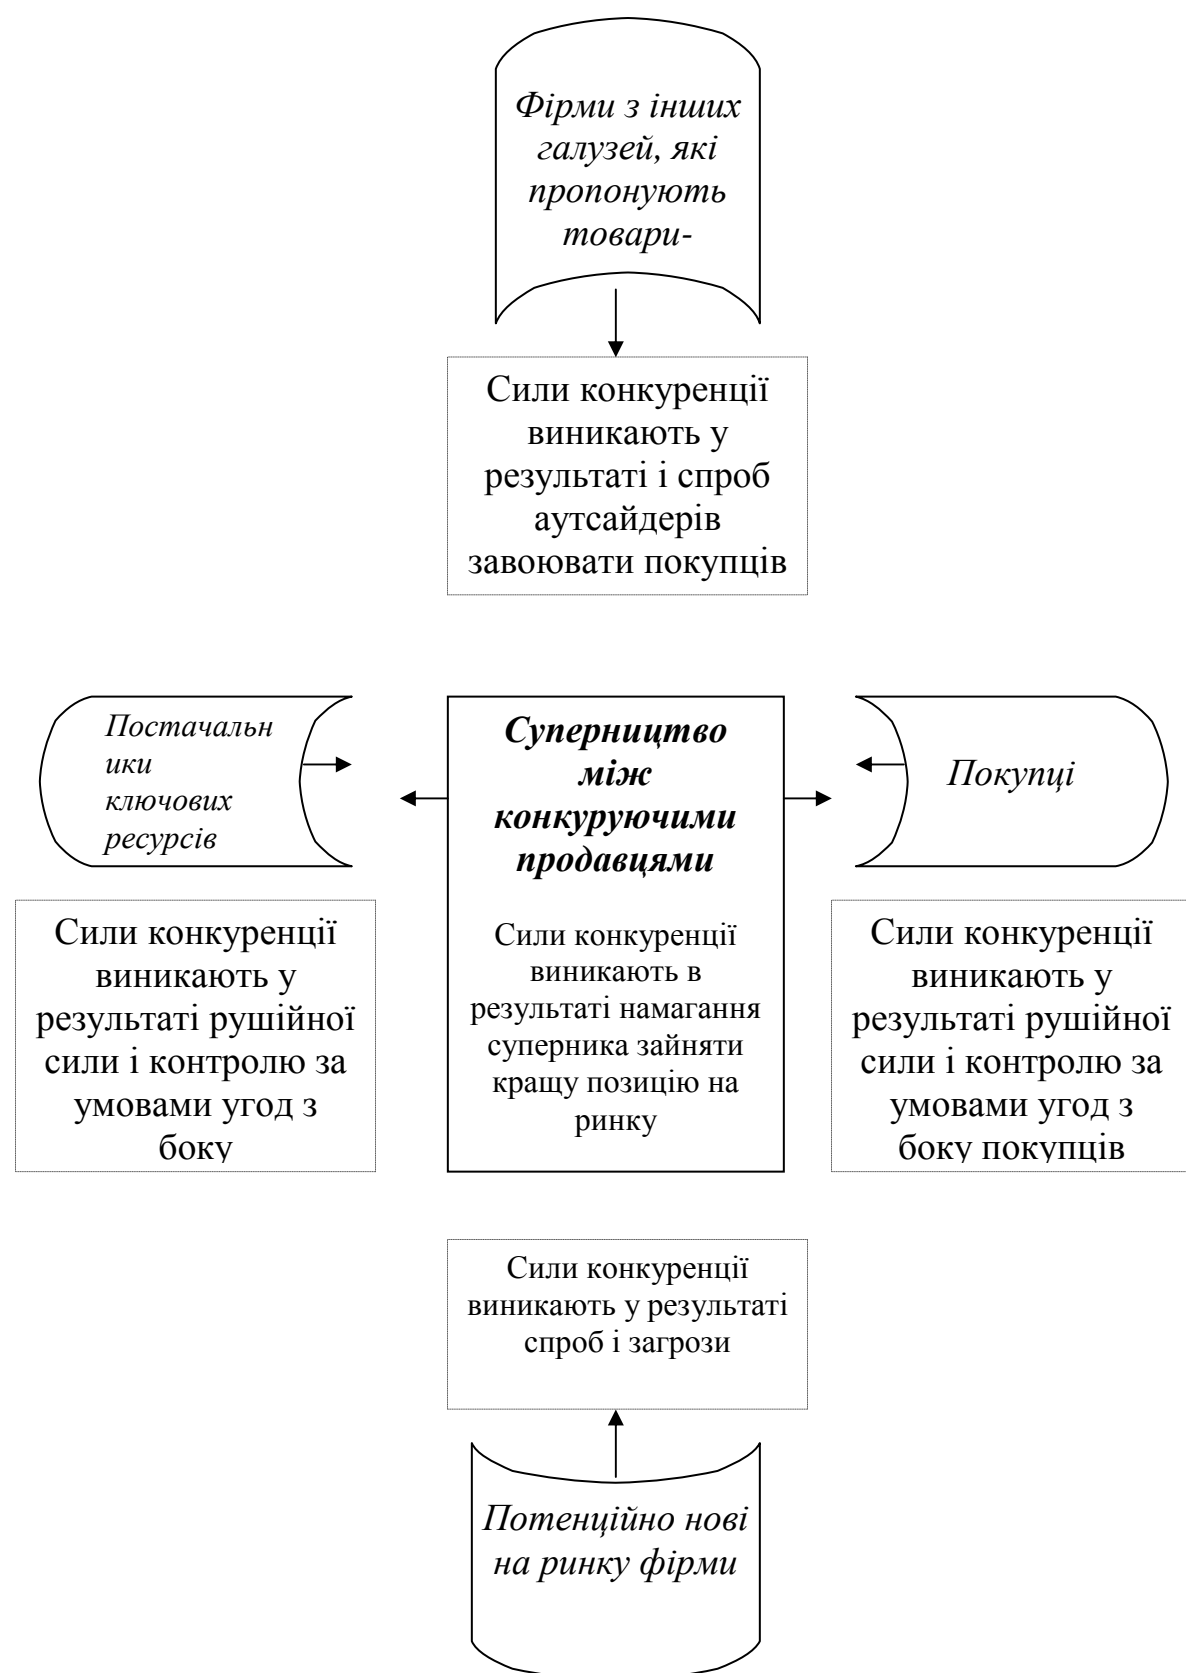 Фірми з інших
галузей, які
пропонують
товари-
Сили конкуренції
виникають у
результаті і спроб
аутсайдерів
завоювати покупців
Постачальн
ики
ключових
ресурсів
Суперництво
між
конкуруючими
продавцями
Сили конкуренції
виникають в
результаті намагання
суперника зайняти
кращу позицію на
ринку
Покупці
Сили конкуренції
виникають у
результаті рушійної
сили і контролю за
умовами угод з
боку
Сили конкуренції
виникають у
результаті рушійної
сили і контролю за
умовами угод з
боку покупців
Сили конкуренції
виникають у результаті
спроб і загрози
Потенційно нові
на ринку фірми